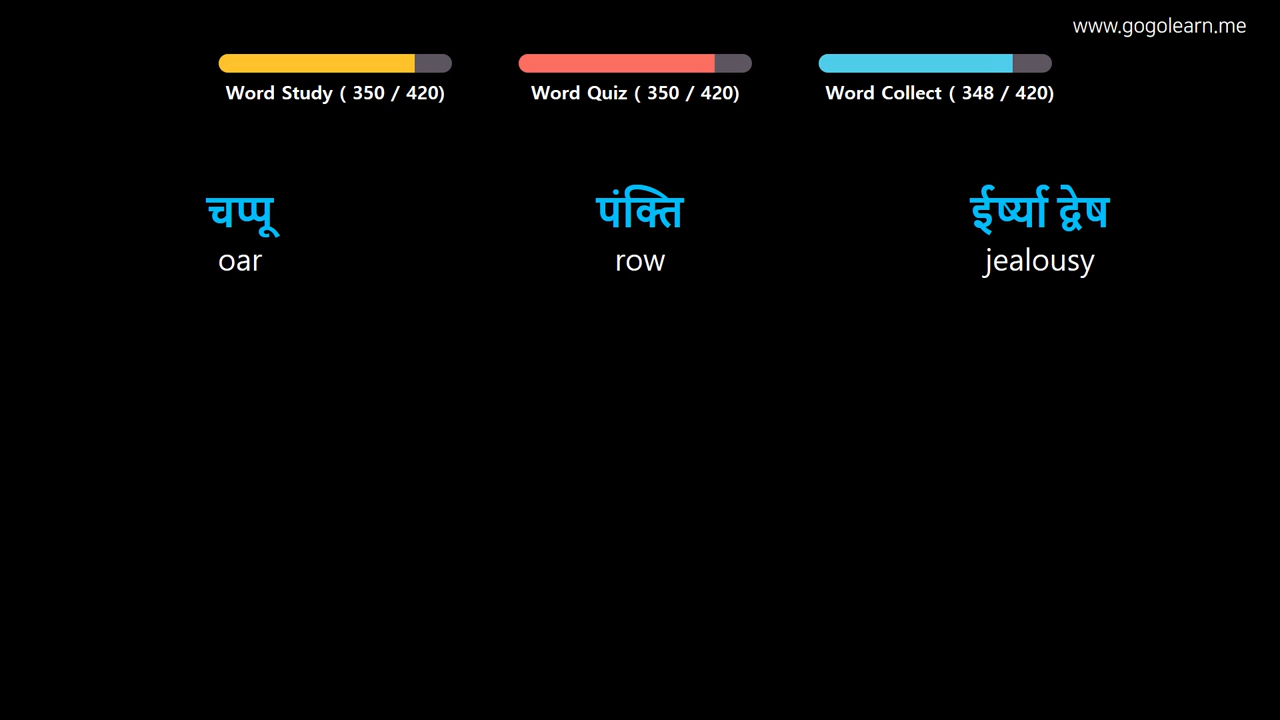 www.gogolearn.me
Word Study ( 350 / 420)
Word Quiz ( 350 / 420)
Word Collect ( 348 / 420)
चप्पू
पंक्ति
ईर्ष्या द्वेष
oar
row
jealousy